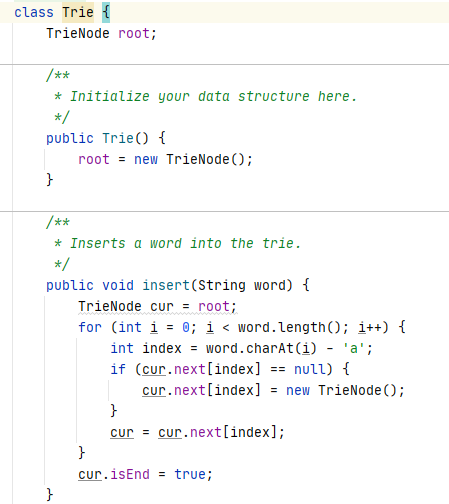 class Trie {
    TrieNode root;
    /**
     * Initialize your data structure here.
     */
    public Trie() {
        root = new TrieNode();
    }
    /**
     * Inserts a word into the trie.
     */
    public void insert(String word) {
        TrieNode cur = root;
        for (int i = 0; i < word.length(); i++) {
            int index = word.charAt(i) - 'a';
            if (cur.next[index] == null) {
                cur.next[index] = new TrieNode();
            }
            cur = cur.next[index];
        }
        cur.isEnd = true;
    }